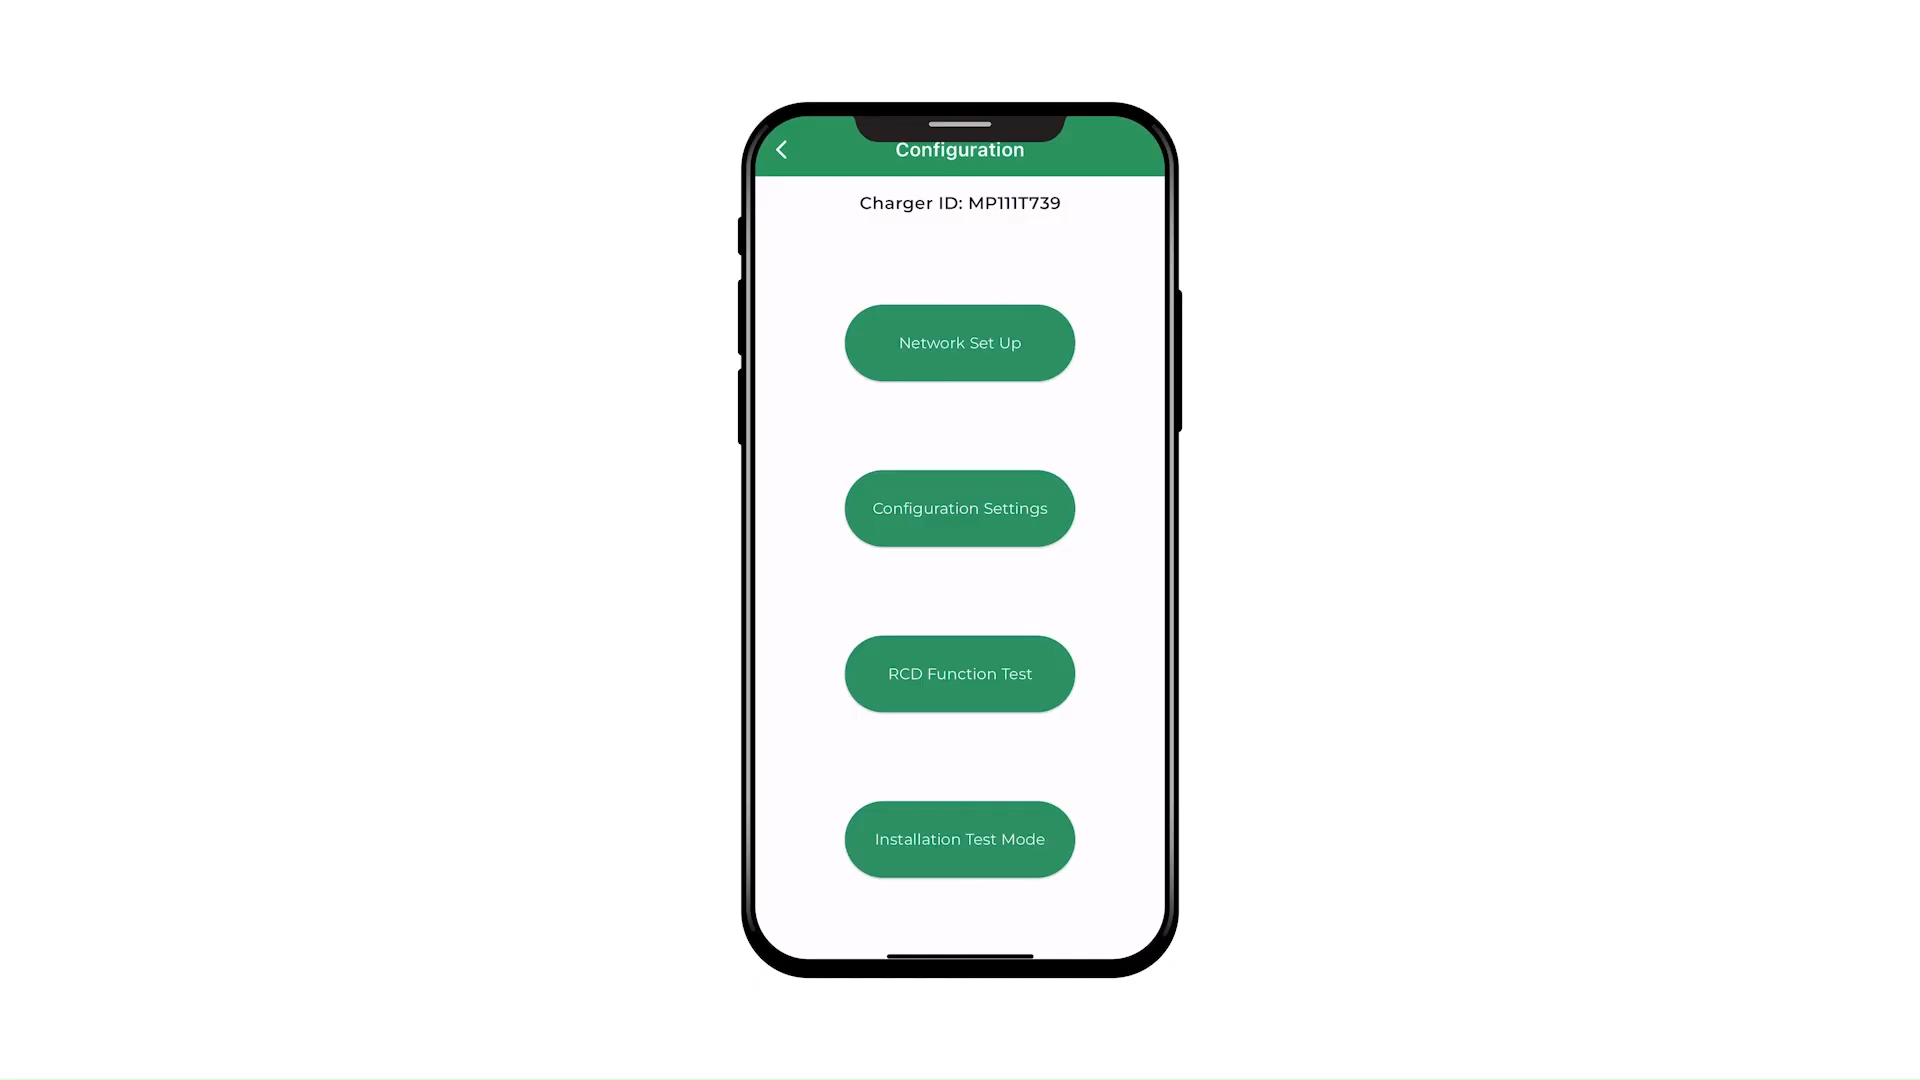 Configuration
Charger ID: MP111T739
Network Set Up
Configuration Settings
RCD Function Test
Installation Test Mode